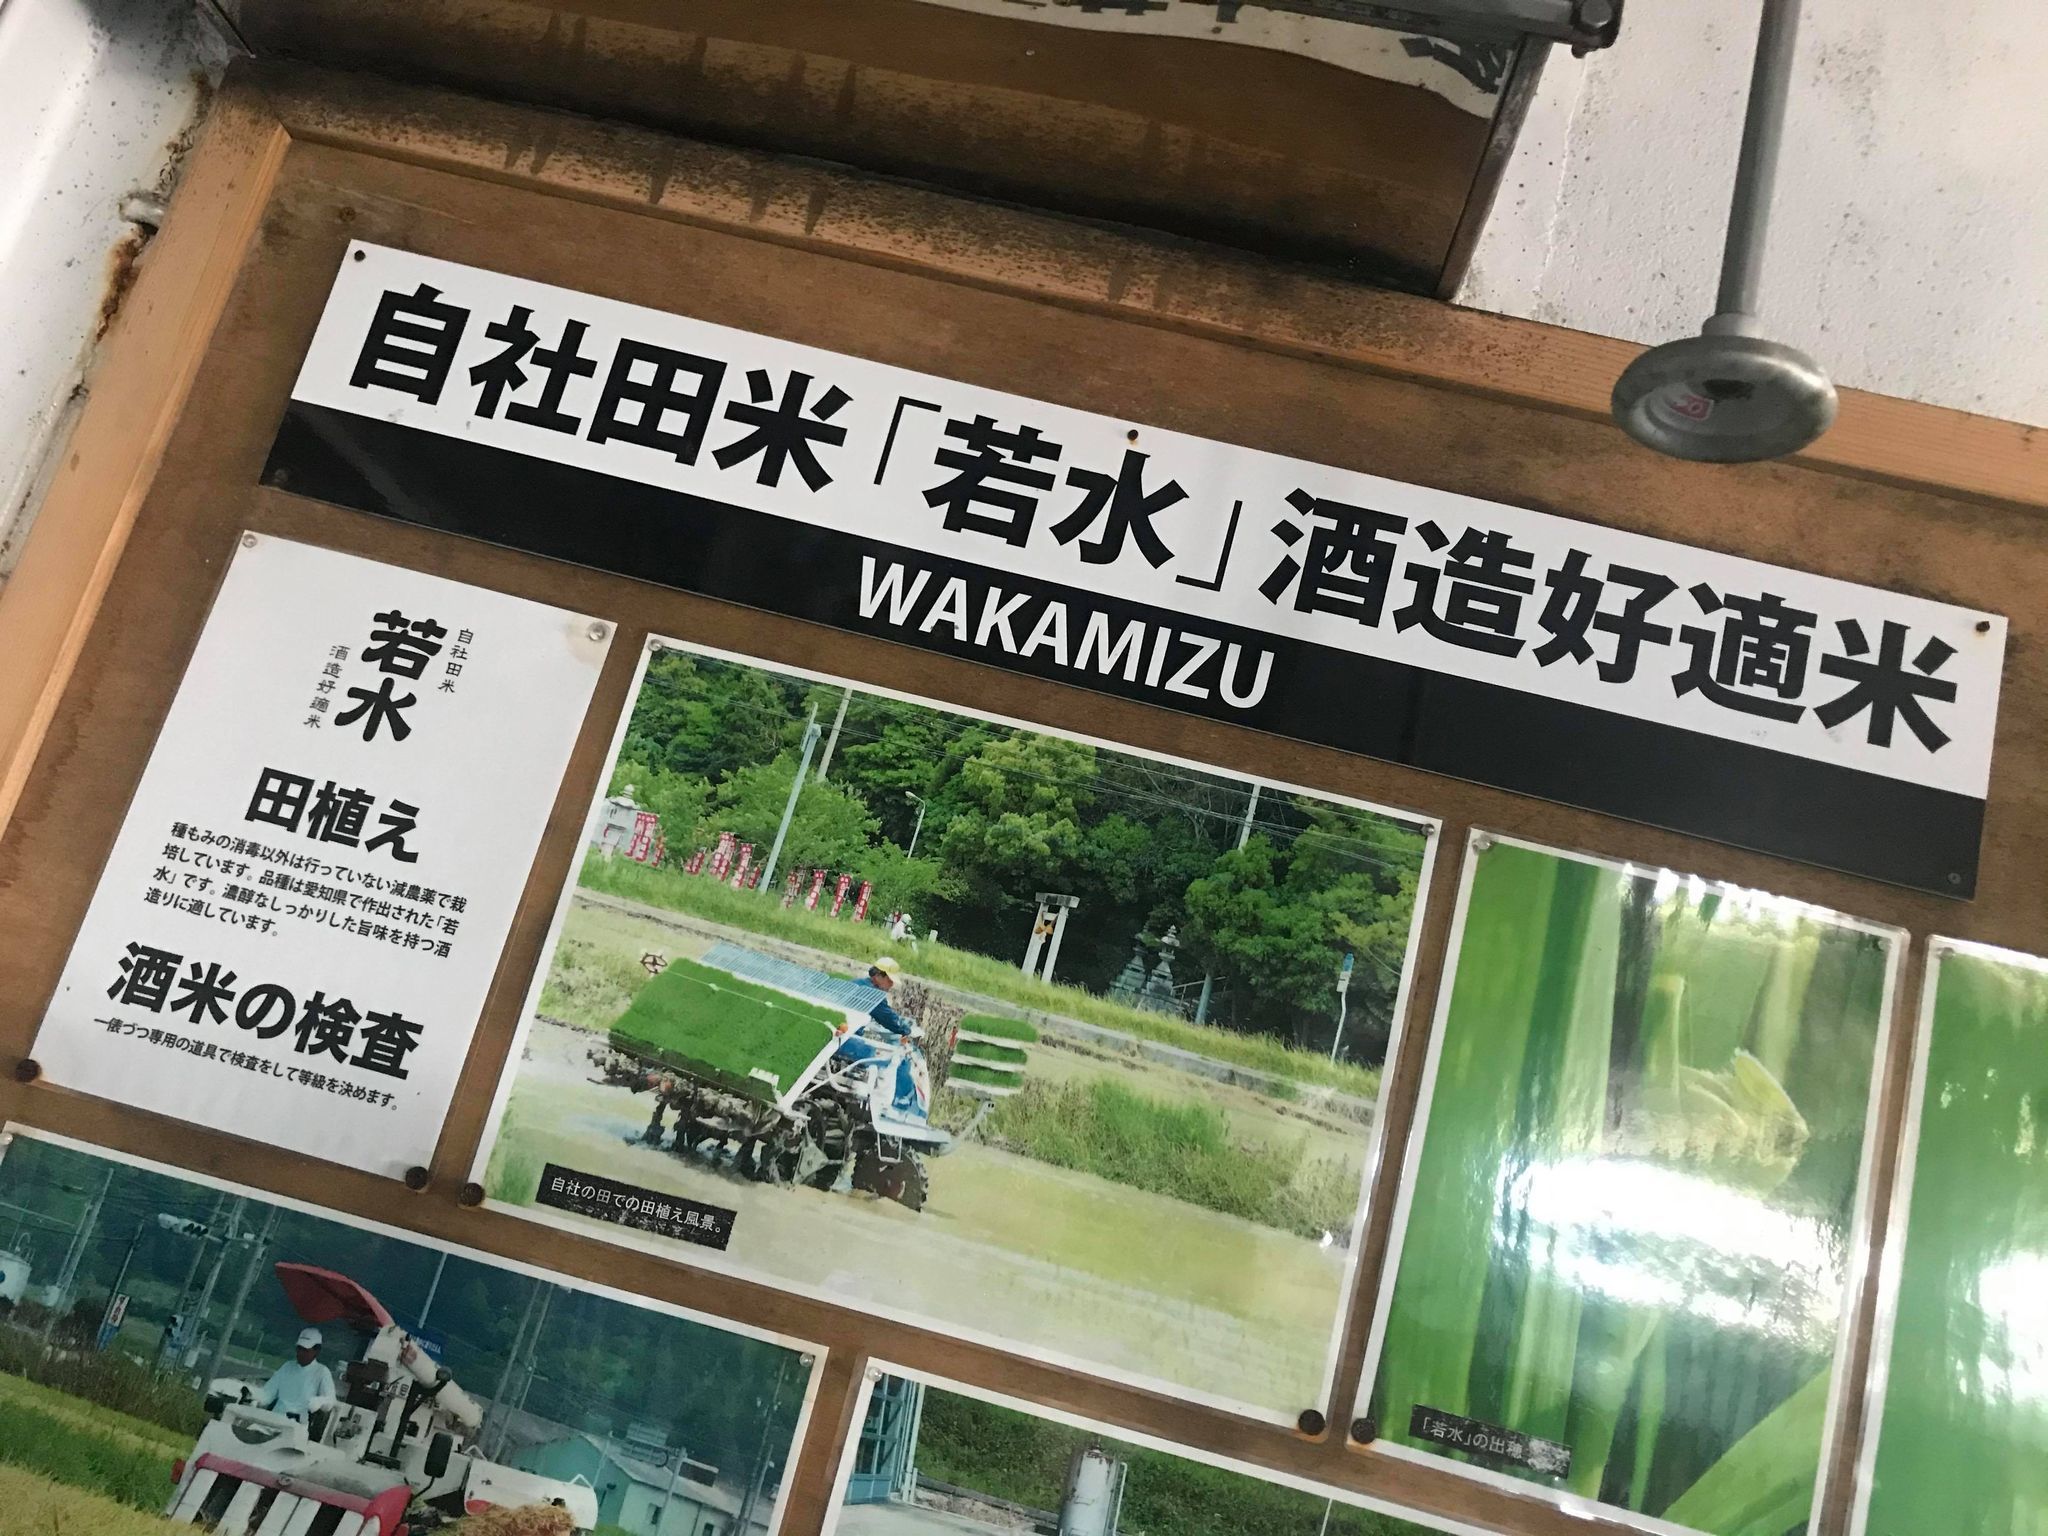 自社田米「若水」酒造好適米
WAKAMIZU
自社田米
若水
酒造好適米
田植え
種もみの消毒以外は行っていない減農薬で栽
培しています。品種は愛知県で作出された「若
水」です。濃醇なしっかりした旨味を持つ酒
造りに適しています。
酒米の検査
一俵づつ専用の道具で検査をして等級を決めます。
自社の田での田植え風景。
「若水」の出穂